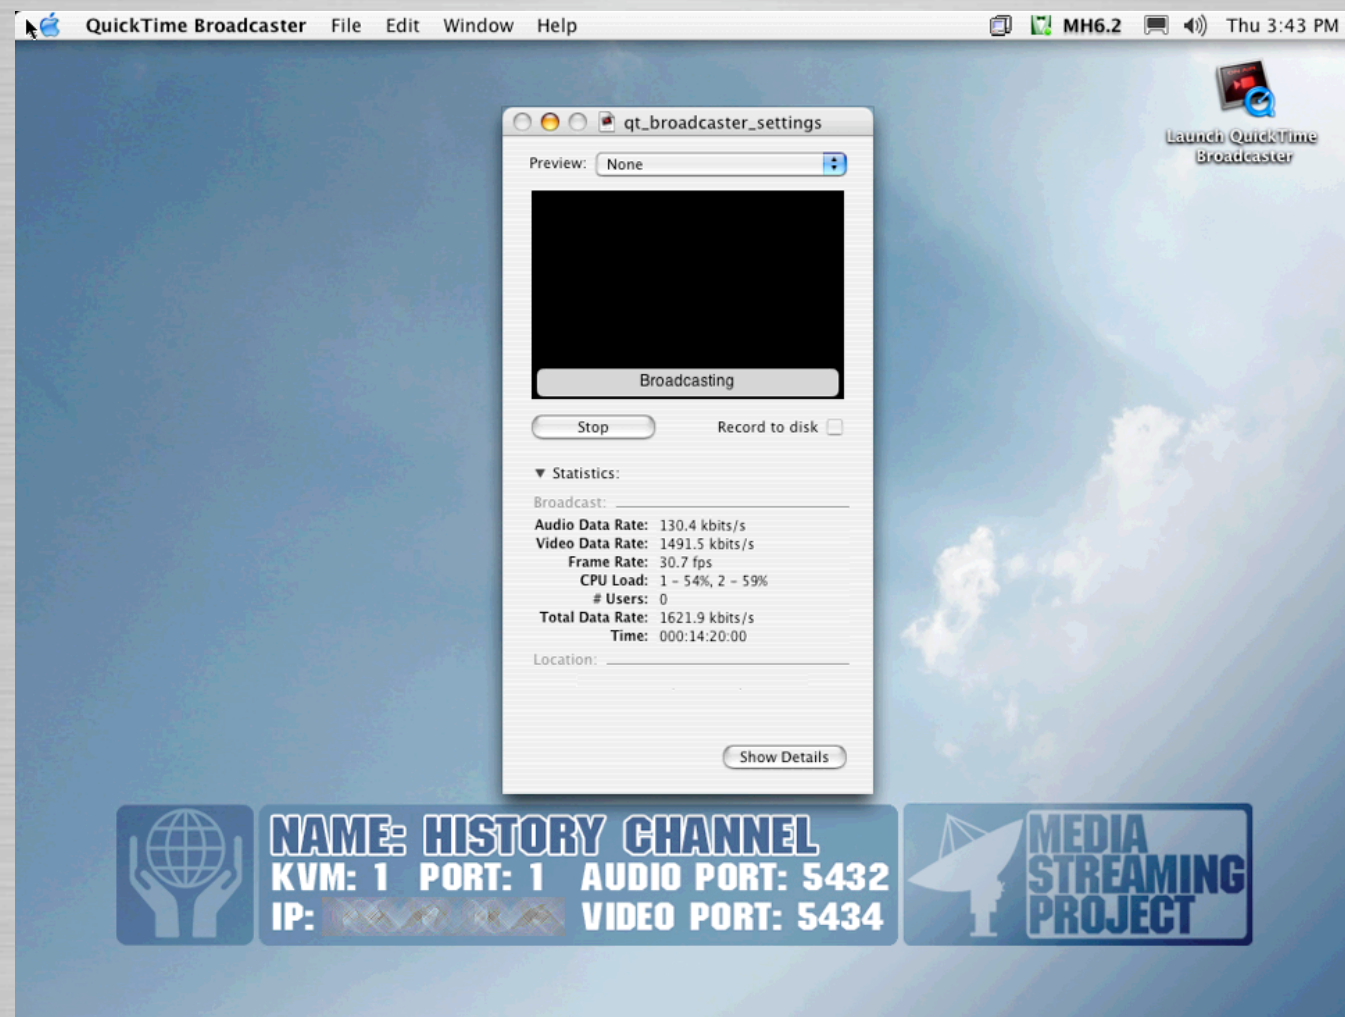 QuickTime Broadcaster File Edit Window Help MH6.2 Thu 3:43 PM
Launch QuickTime
Broadcaster
qt_broadcaster_settings
Preview: None
Broadcasting
Stop Record to disk
Statistics:
Broadcast:
Audio Data Rate: 130.4 kbits/s
Video Data Rate: 1491.5 kbits/s
Frame Rate: 30.7 fps
CPU Load: 1 – 54%, 2 – 59%
# Users: 0
Total Data Rate: 1621.9 kbits/s
Time: 000:14:20:00
Location:
Show Details
NAME: HISTORY CHANNEL
KVM: 1 PORT: 1 AUDIO PORT: 5432
IP: VIDEO PORT: 5434
MEDIA
STREAMING
PROJECT